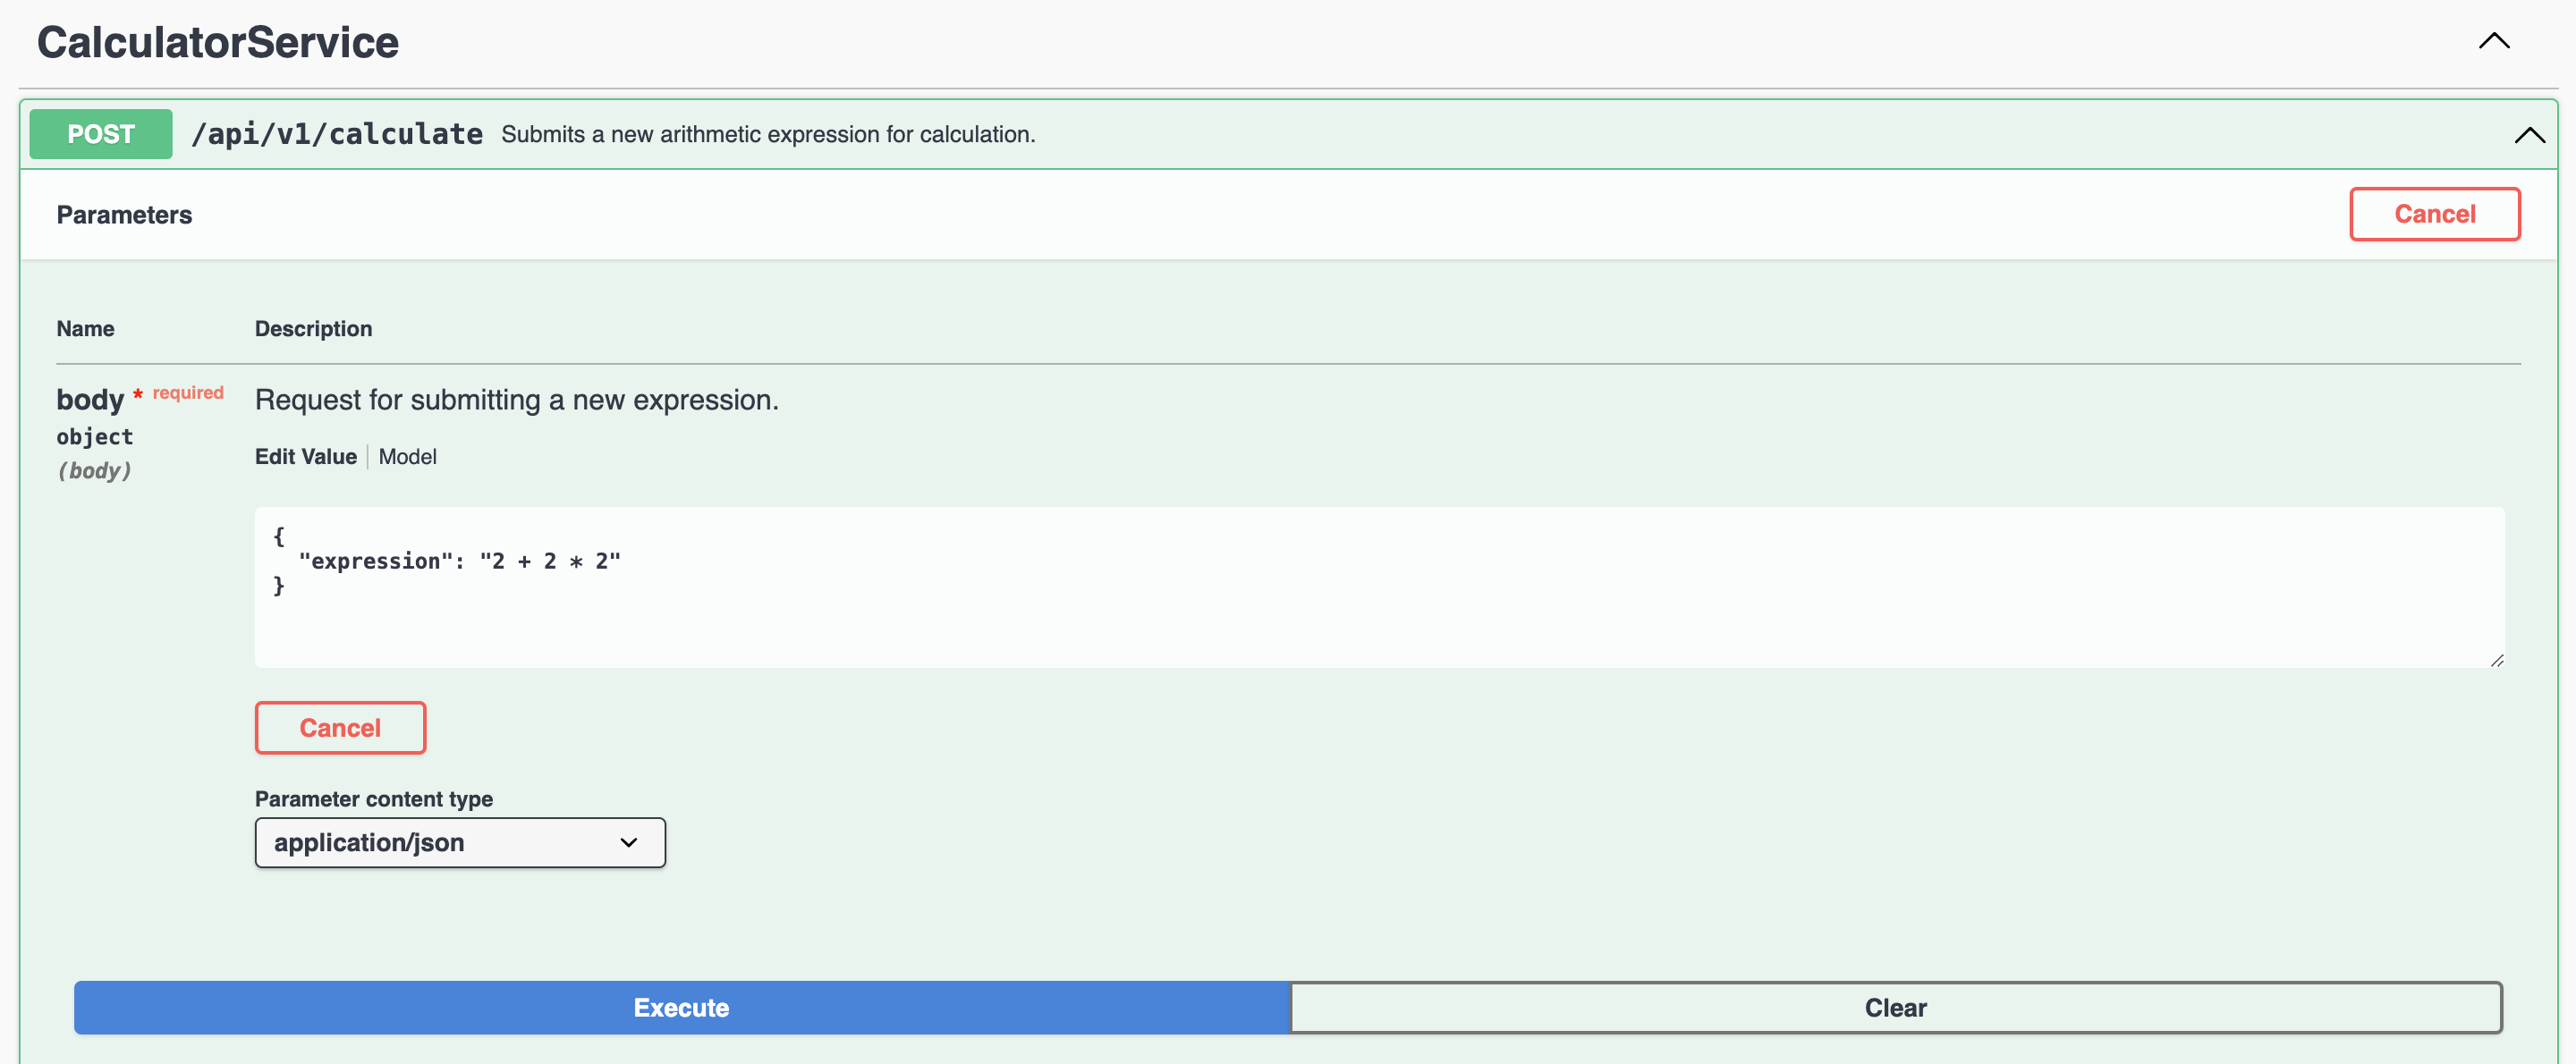 CalculatorService
POST /api/v1/calculate Submits a new arithmetic expression for calculation.
Parameters Cancel
Name Description
body * required Request for submitting a new expression.
object
(body)
Edit Value Model
{
"expression": "2 + 2 * 2"
}
Cancel
Parameter content type
application/json
Execute Clear